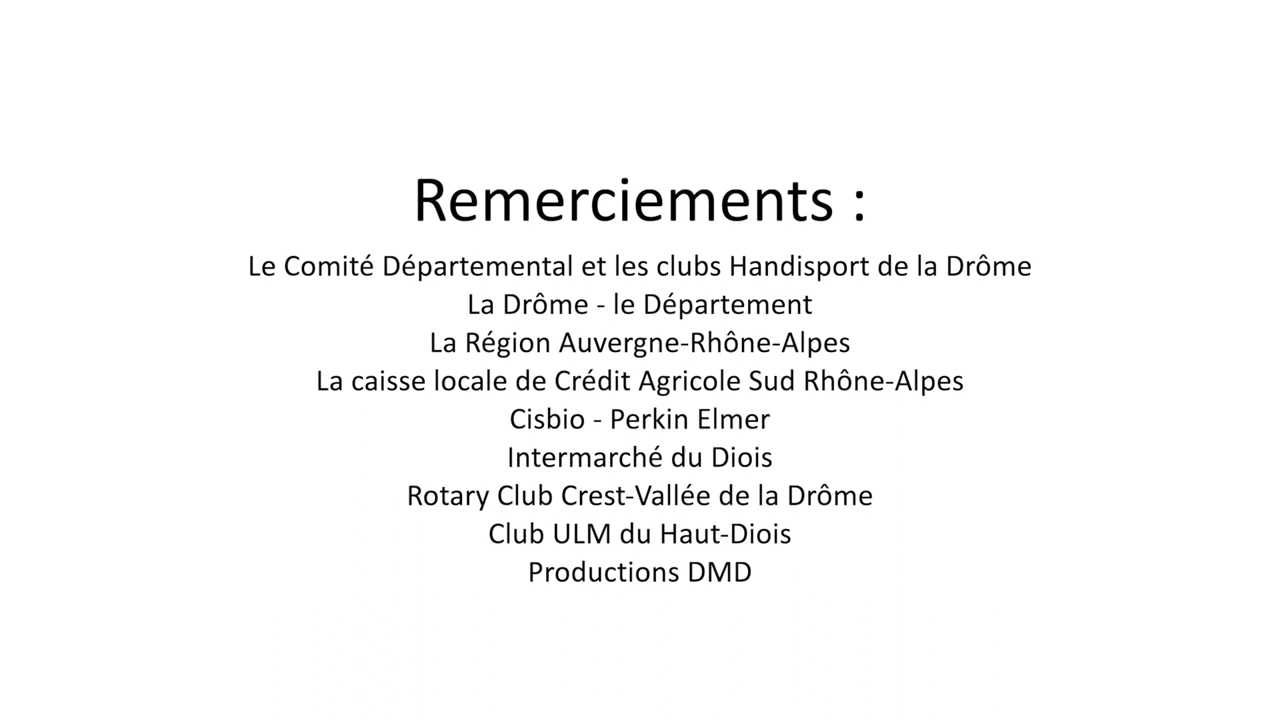 Remerciements :
Le Comité Départemental et les clubs Handisport de la Drôme
La Drôme - le Département
La Région Auvergne-Rhône-Alpes
La caisse locale de Crédit Agricole Sud Rhône-Alpes
Cisbio - Perkin Elmer
Intermarché du Diois
Rotary Club Crest-Vallée de la Drôme
Club ULM du Haut-Diois
Productions DMD